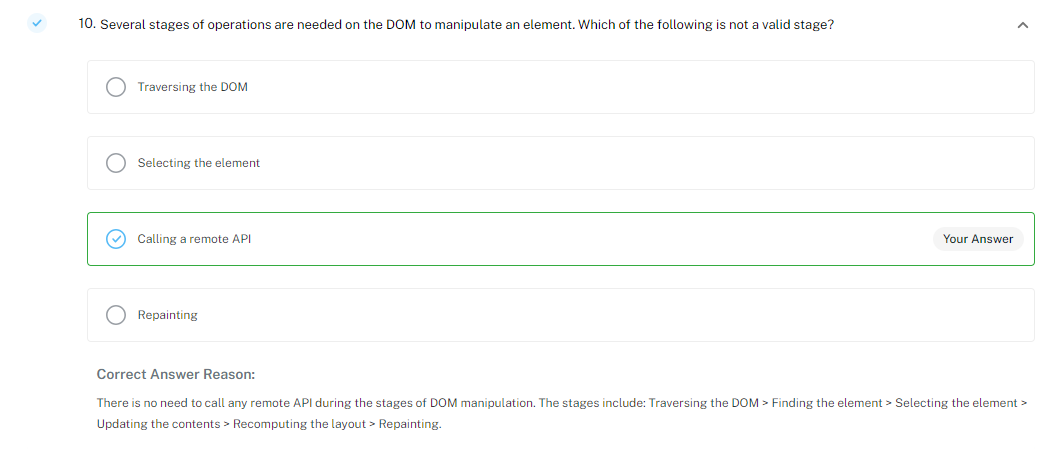 10. Several stages of operations are needed on the DOM to manipulate an element. Which of the following is not a valid stage?
Traversing the DOM
Selecting the element
Calling a remote API
Your Answer
Repainting
Correct Answer Reason:
There is no need to call any remote API during the stages of DOM manipulation. The stages include: Traversing the DOM > Finding the element > Selecting the element >
Updating the contents > Recomputing the layout > Repainting.